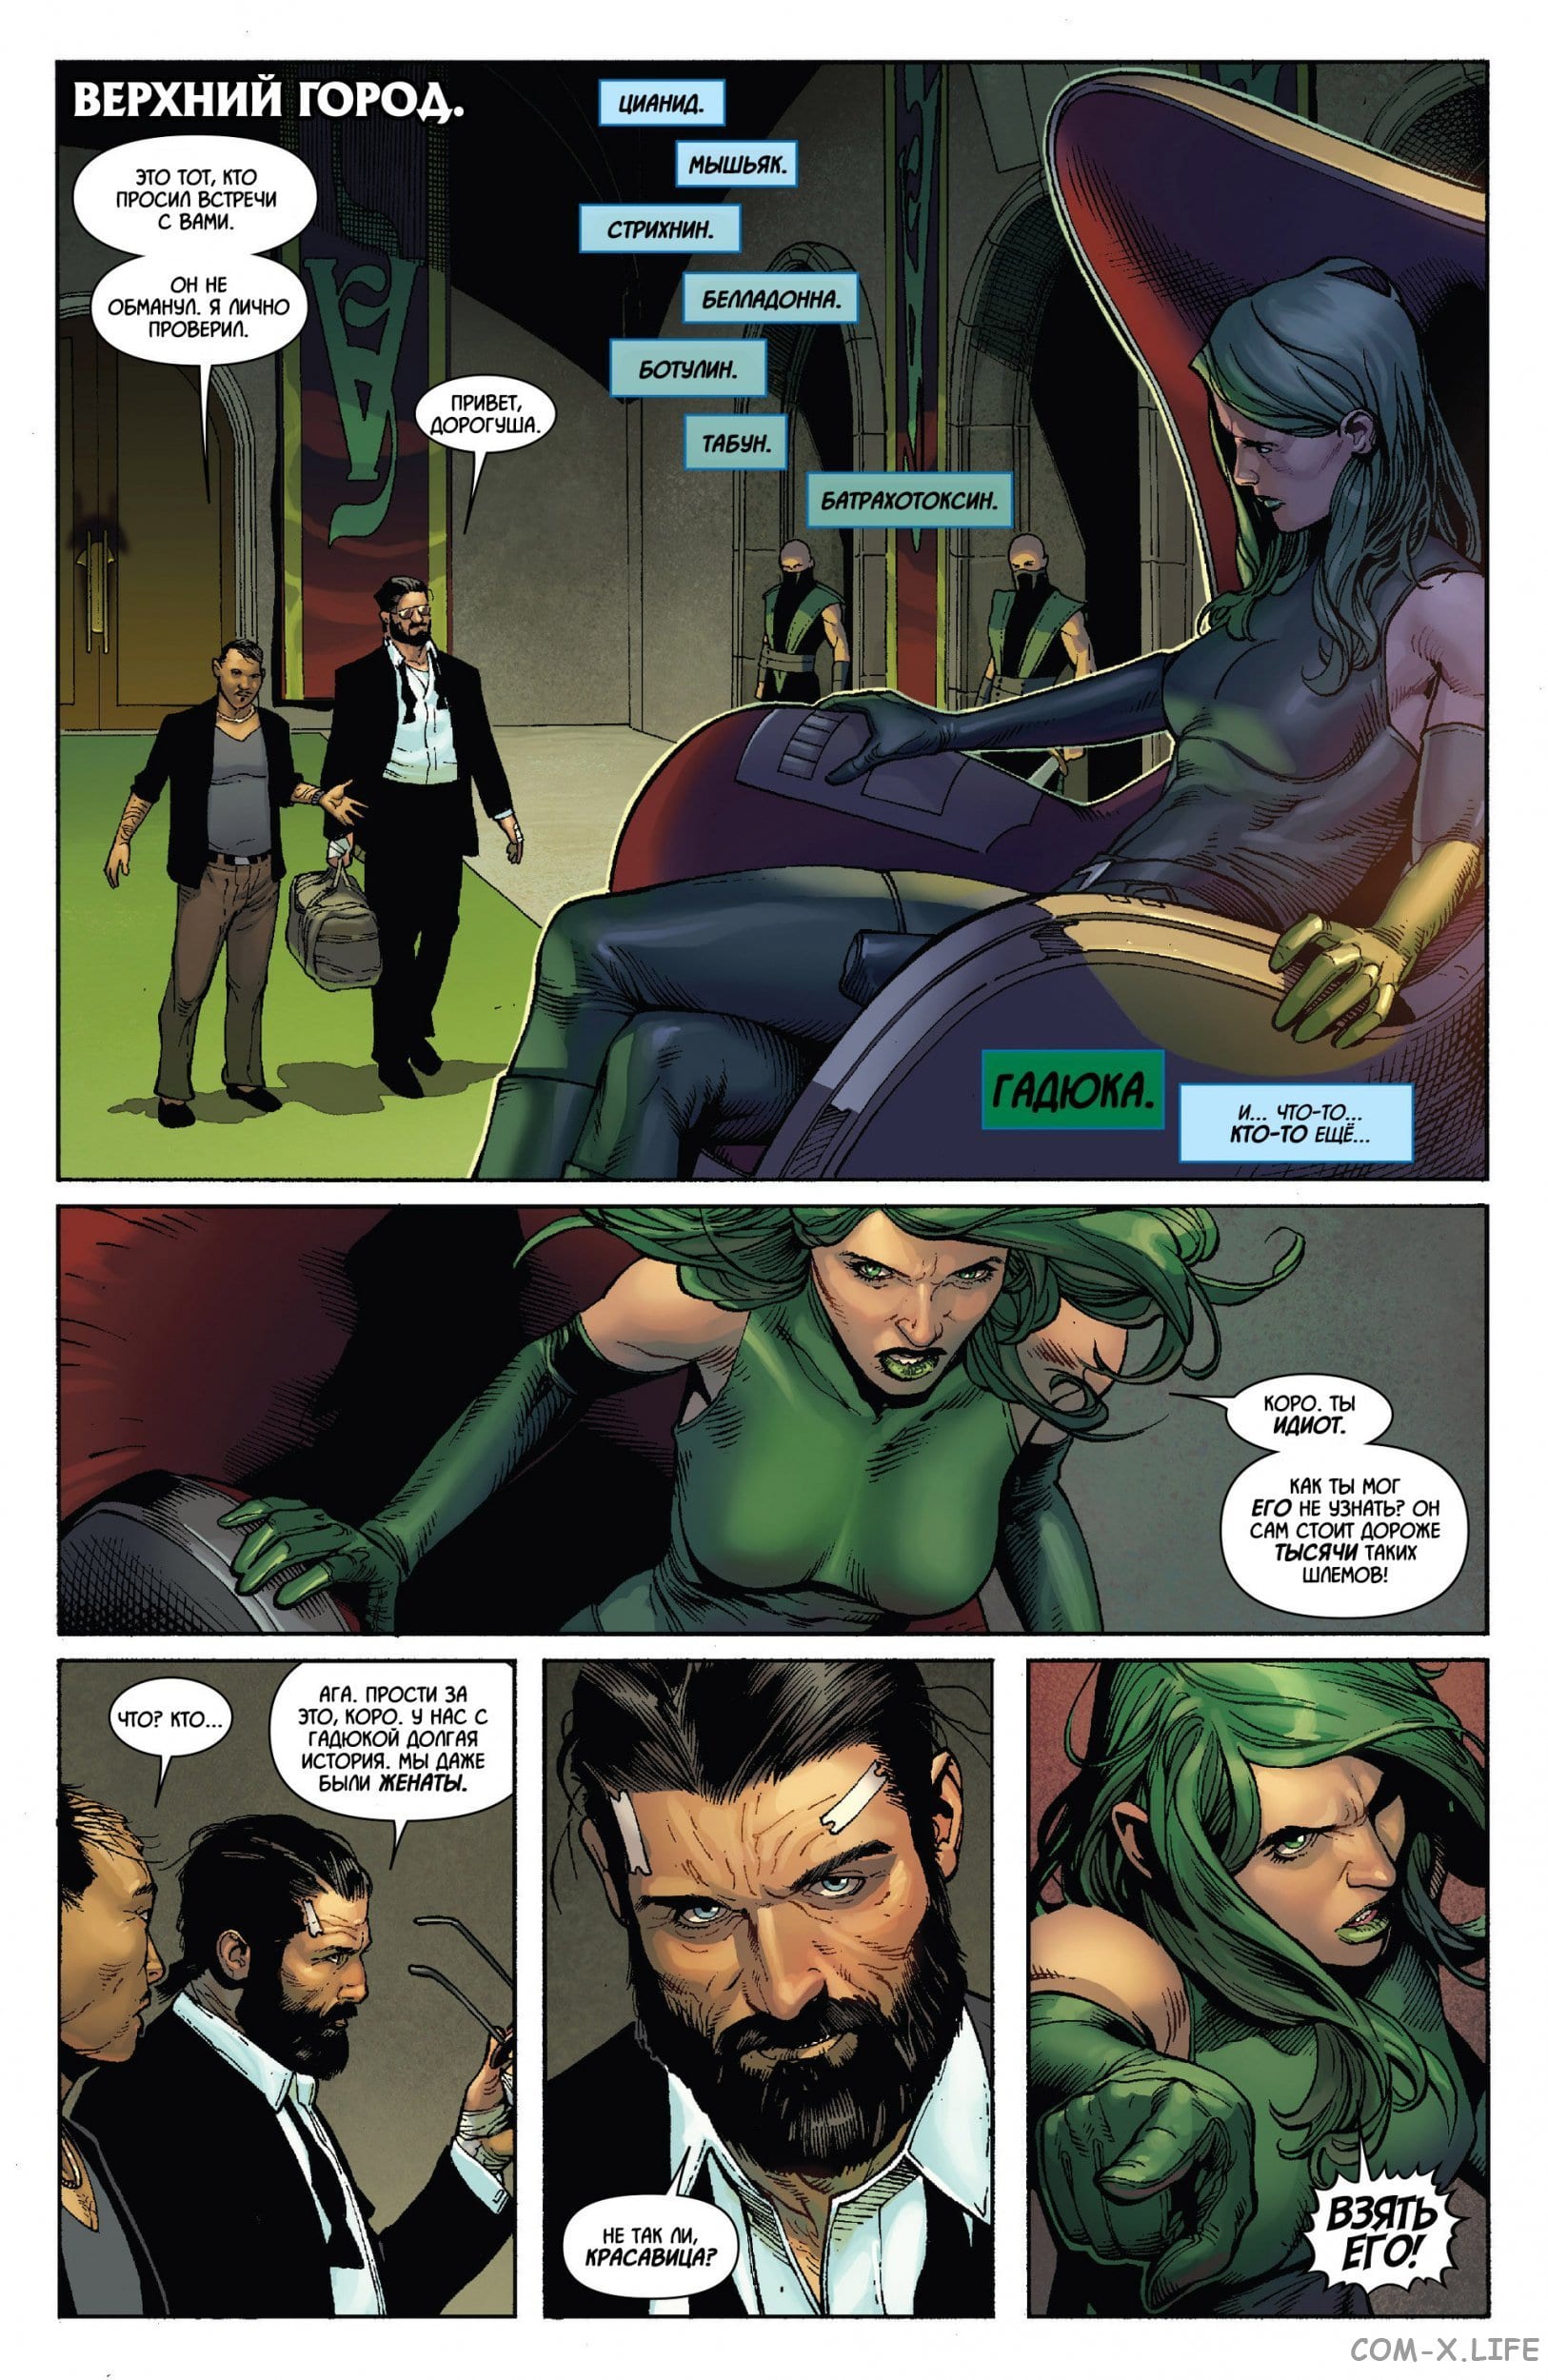 ВЕРХНИЙ ГОРОД.
ЭТО ТОТ, КТО
ПРОСИЛ ВСТРЕЧИ
С ВАМИ.
ОН НЕ
ОБМАНУЛ. Я ЛИЧНО
ПРОВЕРИЛ.
ПРИВЕТ,
ДОРОГУША.
ЦИАНИД.
МЫШЬЯК.
СТРИХНИН.
БЕЛЛАДОННА.
БОТУЛИН.
ТАБУН.
БАТРАХОТОКСИН.
ГАДЮКА.
И... ЧТО-ТО...
КТО-ТО ЕЩЁ...
КОРО. ТЫ
ИДИОТ.
КАК ТЫ МОГ
ЕГО НЕ УЗНАТЬ? ОН
САМ СТОИТ ДОРОЖЕ
ТЫСЯЧИ ТАКИХ
ШЛЕМОВ!
ЧТО? КТО...
АГА. ПРОСТИ ЗА
ЭТО, КОРО. У НАС С
ГАДЮКОЙ ДОЛГАЯ
ИСТОРИЯ. МЫ ДАЖЕ
БЫЛИ ЖЕНАТЫ.
НЕ ТАК ЛИ,
КРАСАВИЦА?
ВЗЯТЬ
ЕГО!
COM-X.LIFE